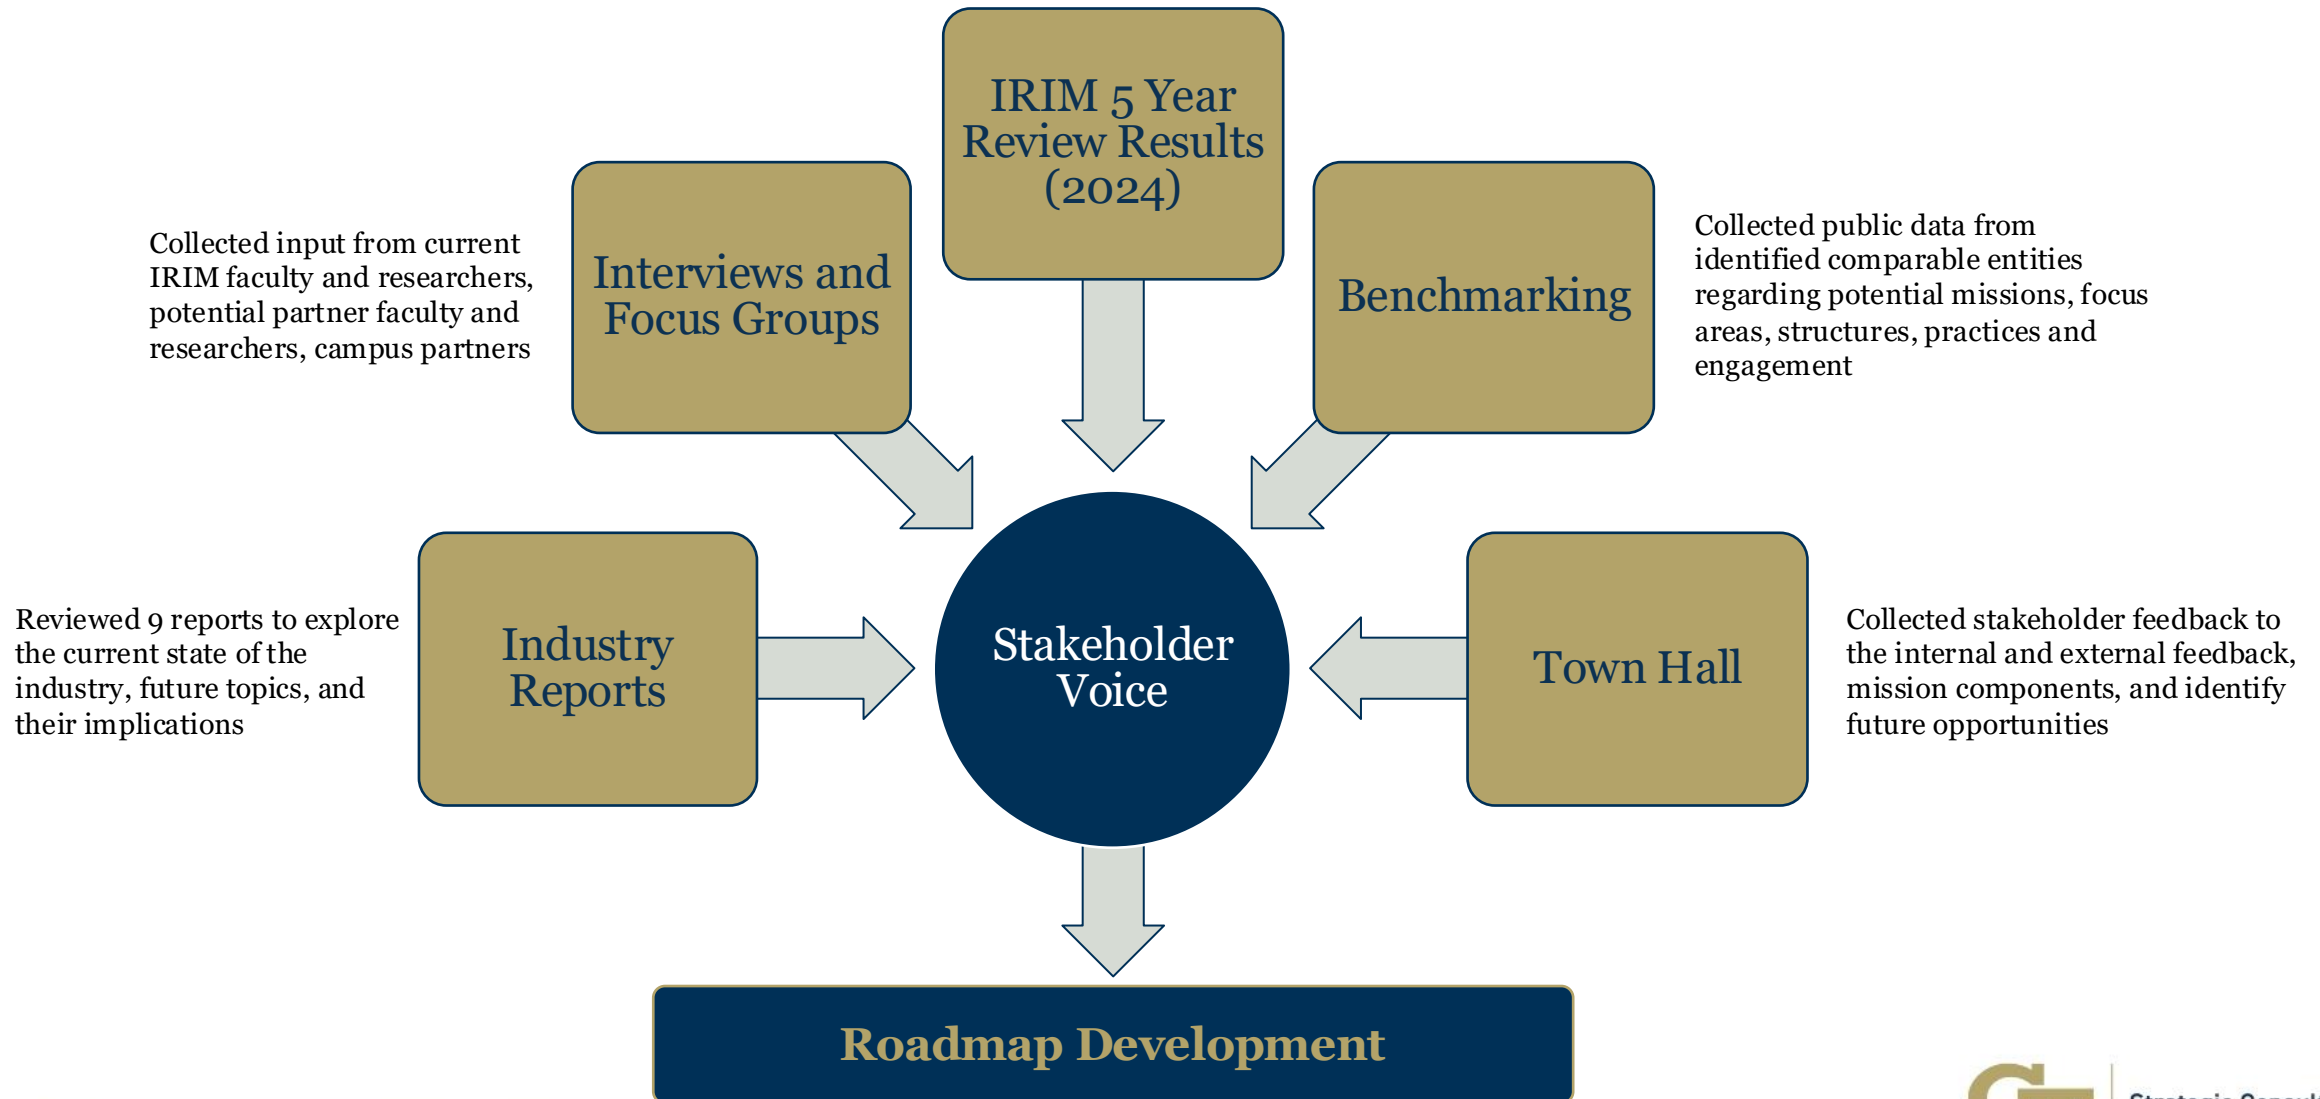 IRIM 5 Year
Review Results
(2024)
Collected input from current
IRIM faculty and researchers,
potential partner faculty and
researchers, campus partners
Interviews and
Focus Groups
Benchmarking
Collected public data from
identified comparable entities
regarding potential missions, focus
areas, structures, practices and
engagement
Reviewed 9 reports to explore
the current state of the
industry, future topics, and
their implications
Industry
Reports
Stakeholder
Voice
Town Hall
Collected stakeholder feedback to
the internal and external feedback,
mission components, and identify
future opportunities
Roadmap Development